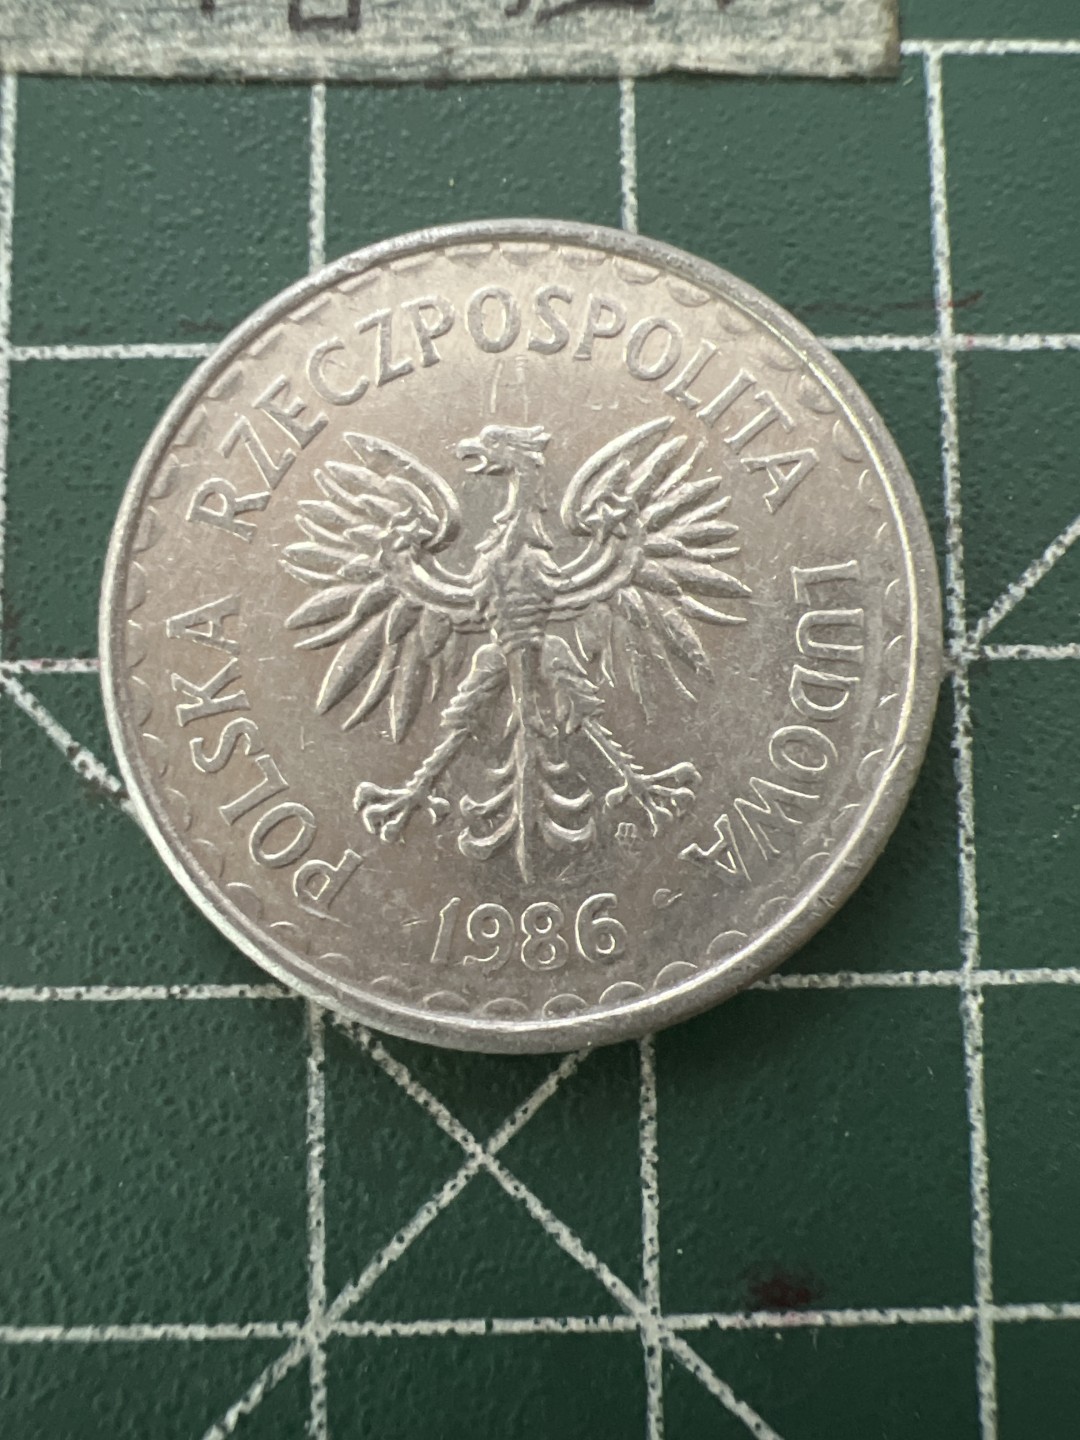 POLSKA RZECZPOSPOLITA LUDOWA
1986